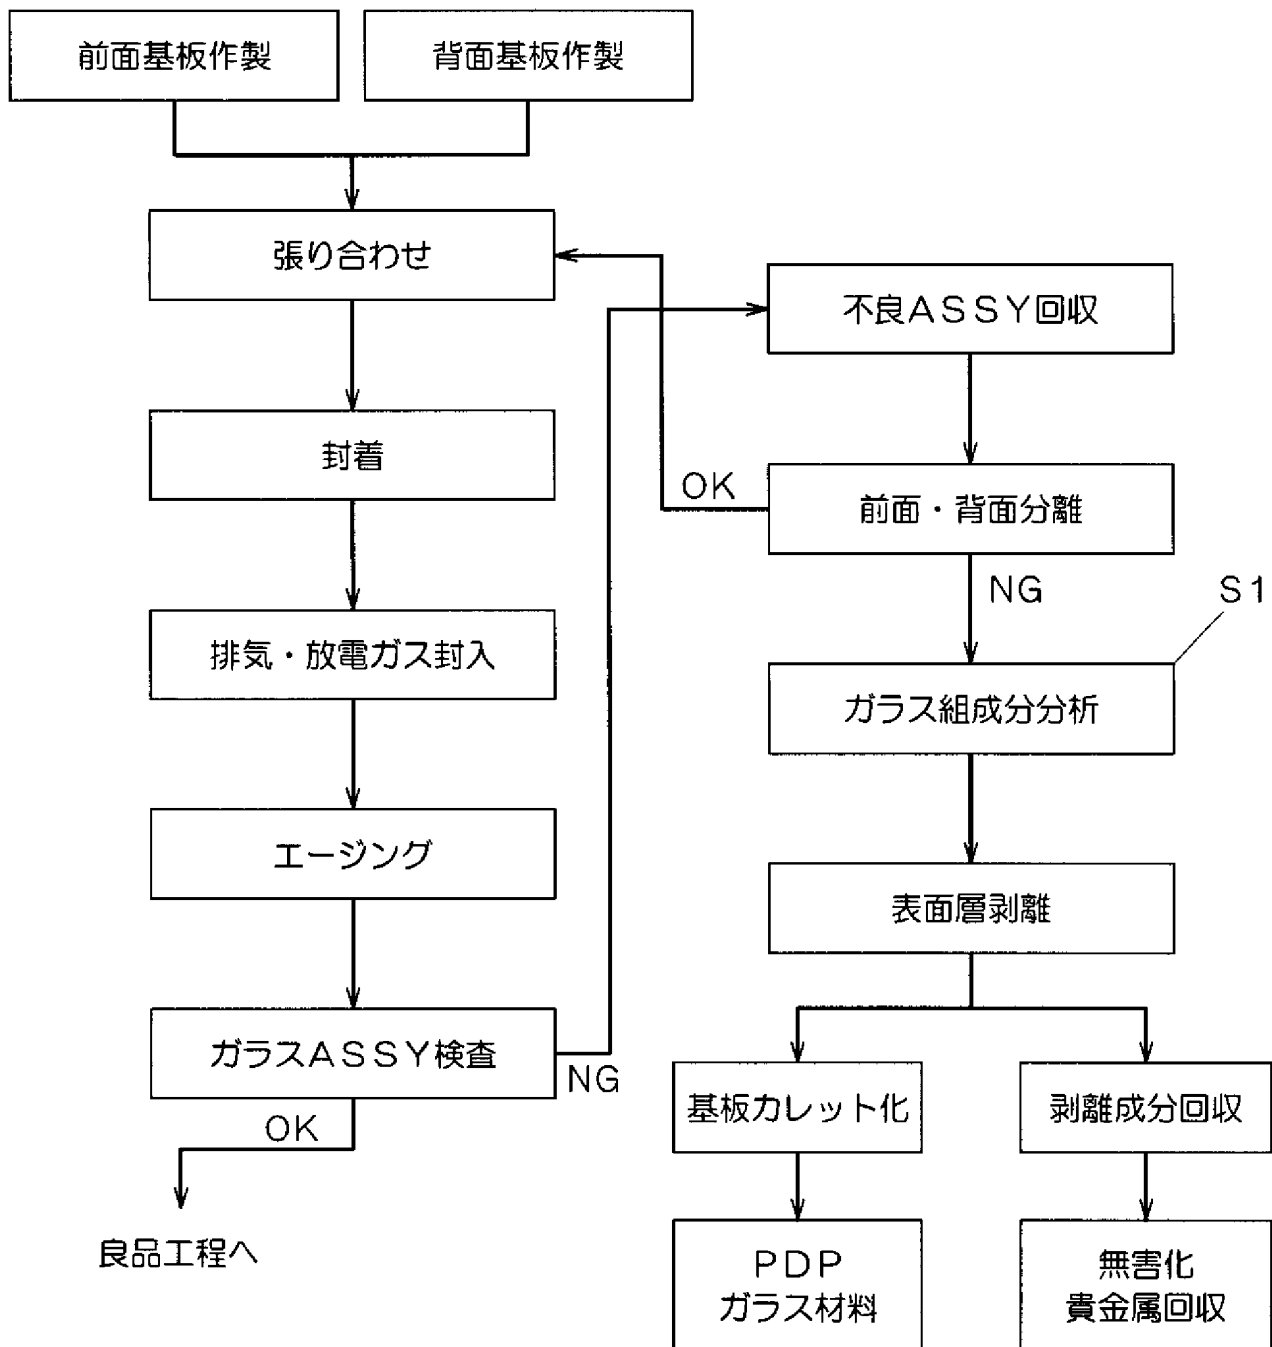 前面基板作製
背面基板作製
張り合わせ
封着
排気・放電ガス封入
エージング
ガラスＡＳＳＹ検査
NG
OK
良品工程へ
不良ＡＳＳＹ回収
前面・背面分離
OK
NG
S1
ガラス組成分分析
表面層剥離
基板カレット化
剥離成分回収
ＰＤＰ
ガラス材料
無害化
貴金属回収